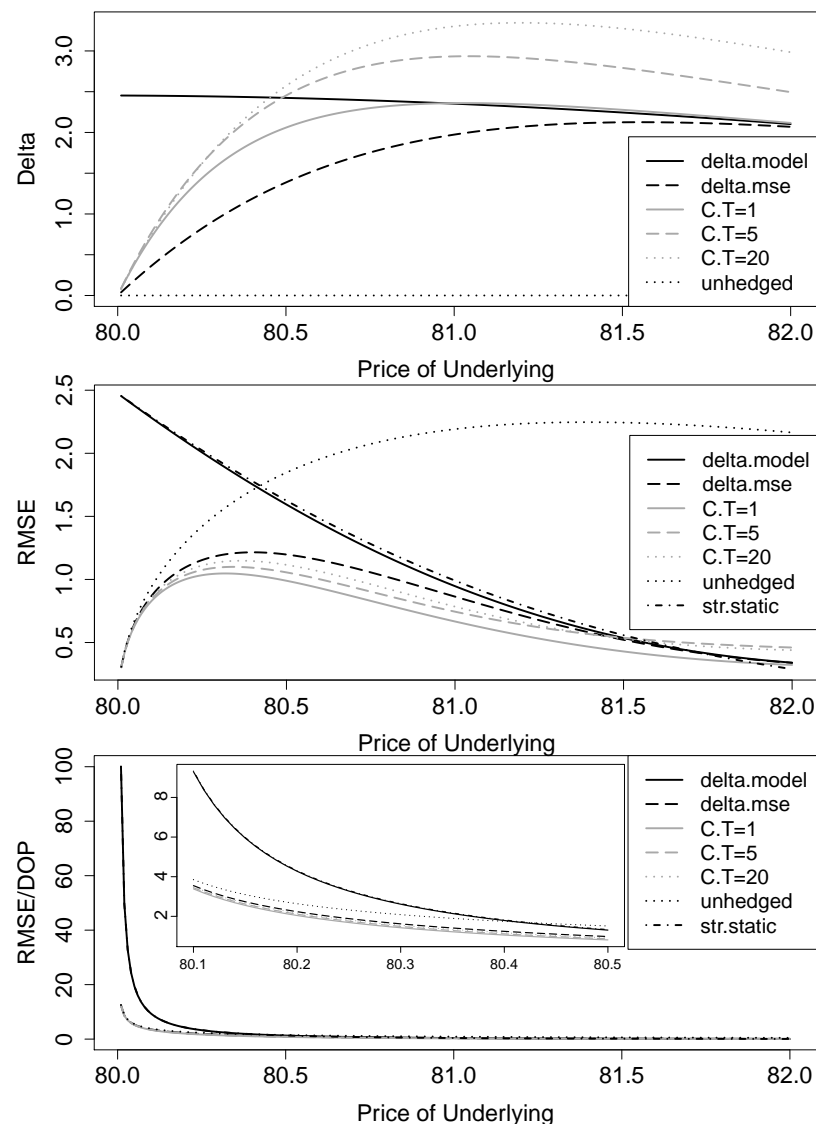 Delta
0.0 1.0 2.0 3.0
80.0 80.5 81.0 81.5 82.0
Price of Underlying
delta.model
delta.mse
C.T=1
C.T=5
C.T=20
unhedged
RMSE
0.5 1.0 1.5 2.0 2.5
80.0 80.5 81.0 81.5 82.0
Price of Underlying
delta.model
delta.mse
C.T=1
C.T=5
C.T=20
unhedged
str.static
RMSE/DOP
0 20 40 60 80 100
80.0 80.5 81.0 81.5 82.0
Price of Underlying
2 4 6 8
80.1 80.2 80.3 80.4 80.5
delta.model
delta.mse
C.T=1
C.T=5
C.T=20
unhedged
str.static